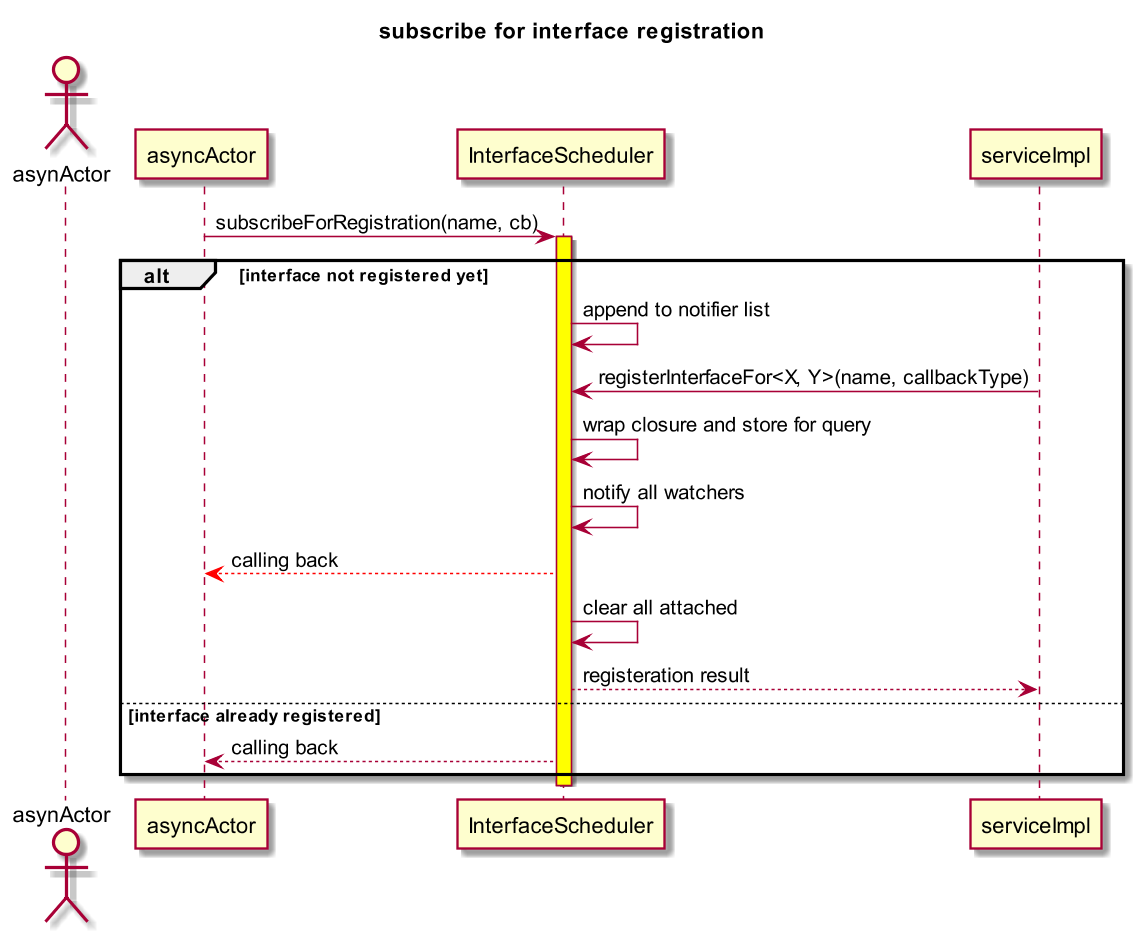 subscribe for interface registration
asynActor
asyncActor
InterfaceScheduler
serviceImpl
subscribeForRegistration(name, cb)
alt
[interface not registered yet]
append to notifier list
registerInterfaceFor<X, Y>(name, callbackType)
wrap closure and store for query
notify all watchers
calling back
clear all attached
registeration result
[interface already registered]
calling back
asynActor
asyncActor
InterfaceScheduler
serviceImpl